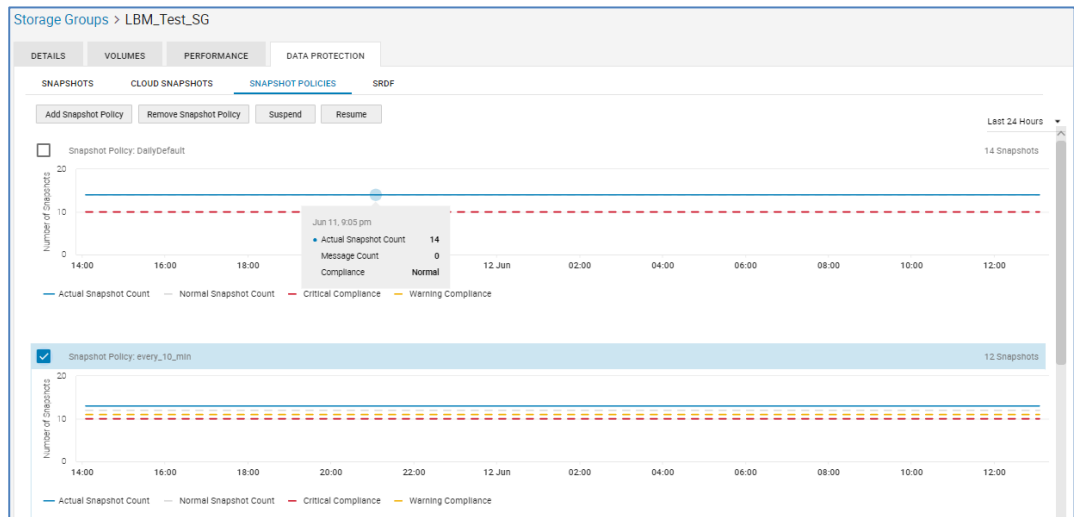 Storage Groups > LBM_Test_SG
DETAILS VOLUMES PERFORMANCE DATA PROTECTION
SNAPSHOTS CLOUD SNAPSHOTS SNAPSHOT POLICIES SRDF
Add Snapshot Policy Remove Snapshot Policy Suspend Resume
Last 24 Hours
Snapshot Policy: DailyDefault 14 Snapshots
Number of Snapshots
20
10
0
Jun 11, 9:05 pm
Actual Snapshot Count 14
Message Count 0
Compliance Normal
14:00 16:00 18:00 12 Jun 02:00 04:00 06:00 08:00 10:00 12:00
Actual Snapshot Count Normal Snapshot Count Critical Compliance Warning Compliance
Snapshot Policy: every_10_min 12 Snapshots
Number of Snapshots
20
10
0
14:00 16:00 18:00 20:00 22:00 12 Jun 02:00 04:00 06:00 08:00 10:00 12:00
Actual Snapshot Count Normal Snapshot Count Critical Compliance Warning Compliance